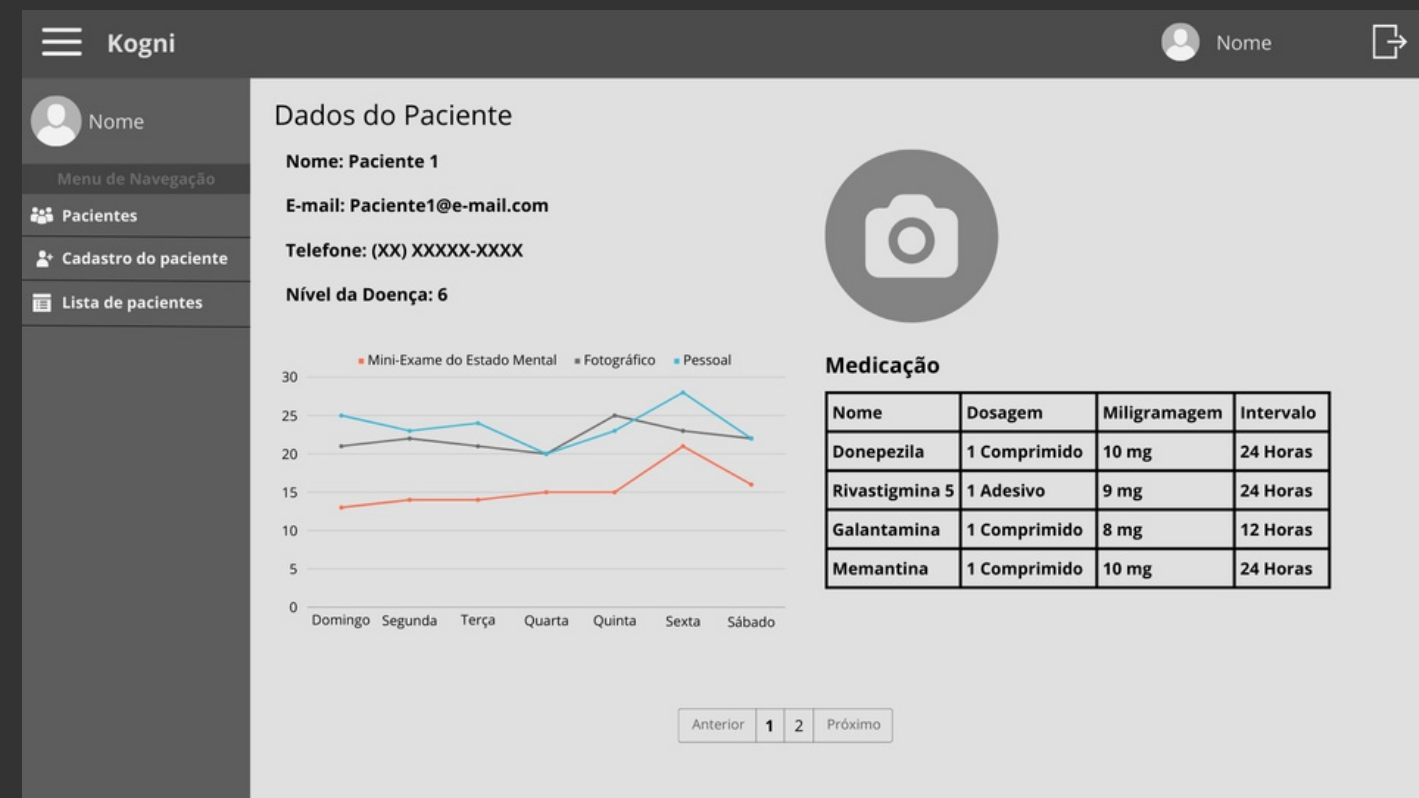 Kogni
Nome
Nome
Menu de Navegação
Pacientes
Cadastro do paciente
Lista de pacientes
Dados do Paciente
Nome: Paciente 1
E-mail: Paciente1@e-mail.com
Telefone: (XX) XXXXX-XXXX
Nível da Doença: 6
Mini-Exame do Estado Mental Fotográfico Pessoal
30
25
20
15
10
5
0
Domingo Segunda Terça Quarta Quinta Sexta Sábado
Medicação
Nome Dosagem Miligramagem Intervalo
Donepezila 1 Comprimido 10 mg 24 Horas
Rivastigmina 5 1 Adesivo 9 mg 24 Horas
Galantamina 1 Comprimido 8 mg 12 Horas
Memantina 1 Comprimido 10 mg 24 Horas
Anterior 1 2 Próximo